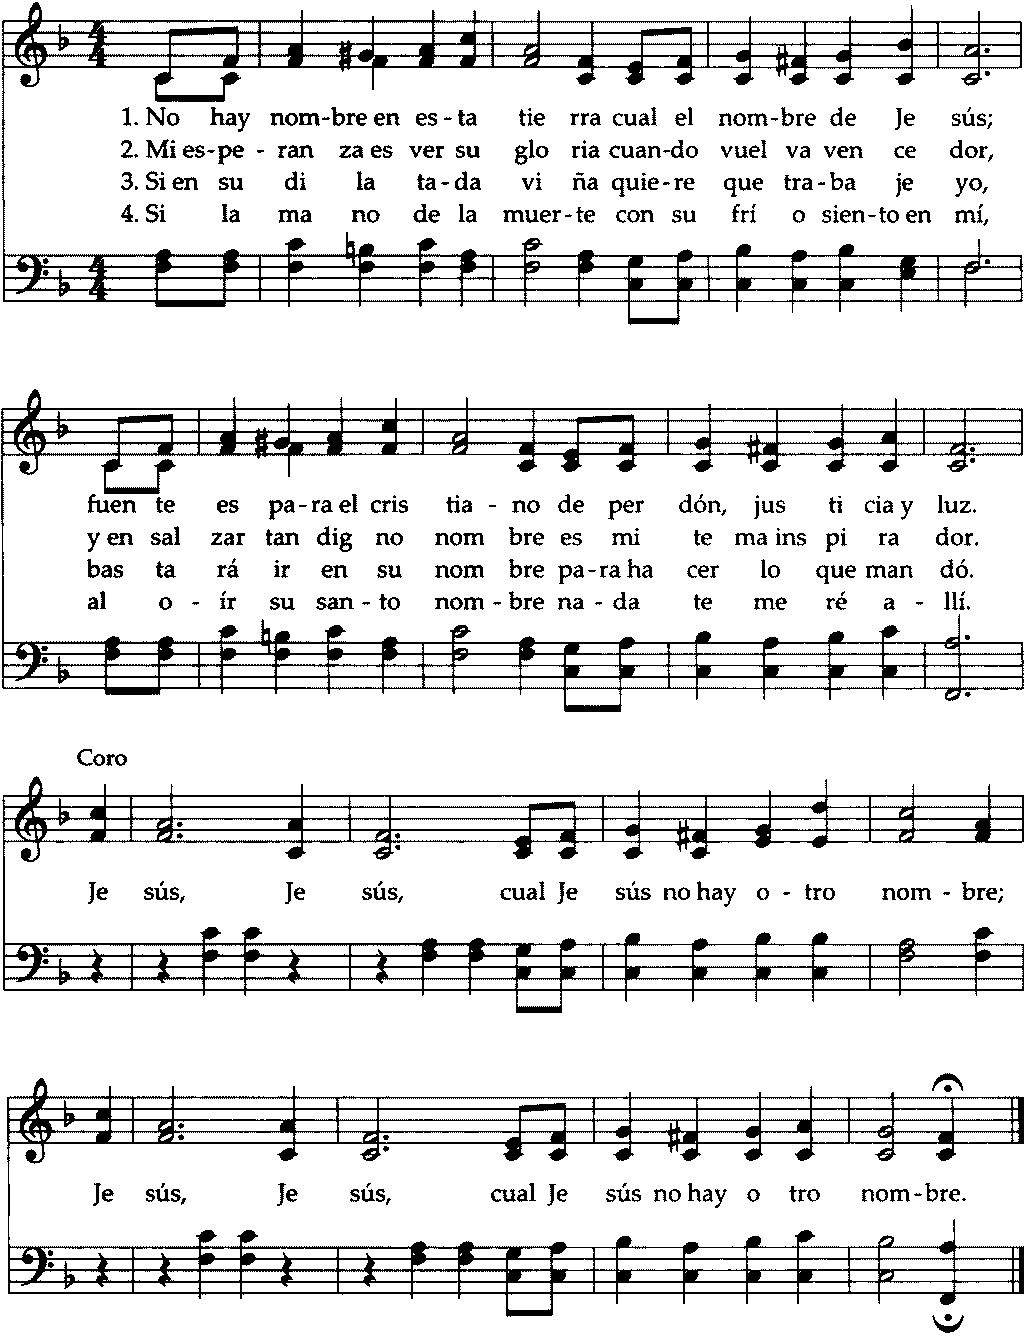 1. No hay nom-bre en es-ta tie rra cual el nom-bre de Je sús;
2. Mi es-pe - ran za es ver su glo ria cuan-do vuel va ven ce dor,
3. Si en su di la ta-da vi ña quie-re que tra-ba je yo,
4. Si la ma no de la muer-te con su frí o sien-to en mí,
fuen te es pa-ra el cris tia - no de per dón, jus ti cia y luz.
y en sal zar tan dig no nom bre es mi te ma ins pi ra dor.
bas ta rá ir en su nom bre pa-ra ha cer lo que man dó.
al o - ír su san - to nom - bre na - da te me ré a - llí.
Coro
Je sús, Je sús, cual Je sús no hay o - tro nom - bre;
Je sús, Je sús, cual Je sús no hay o tro nom-bre.